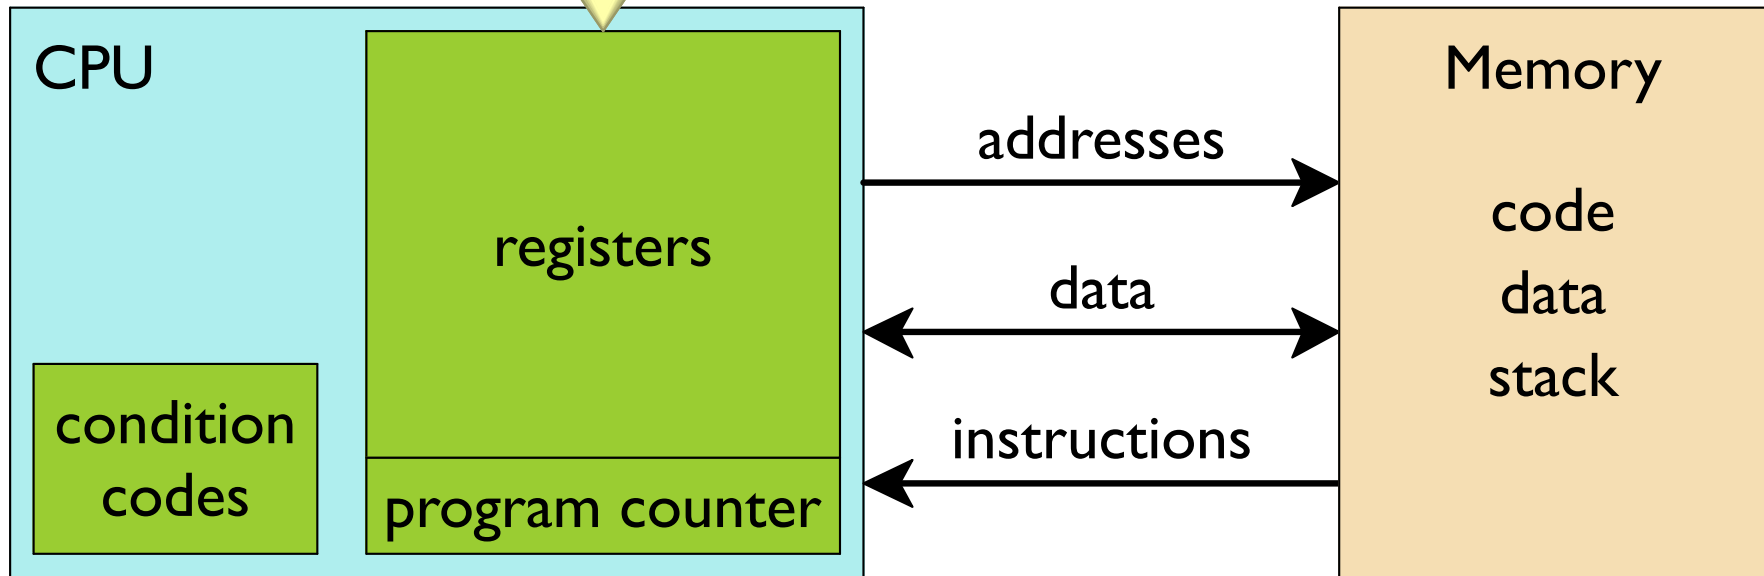 CPU
registers
condition
codes
program counter
addresses
data
instructions
Memory
code
data
stack